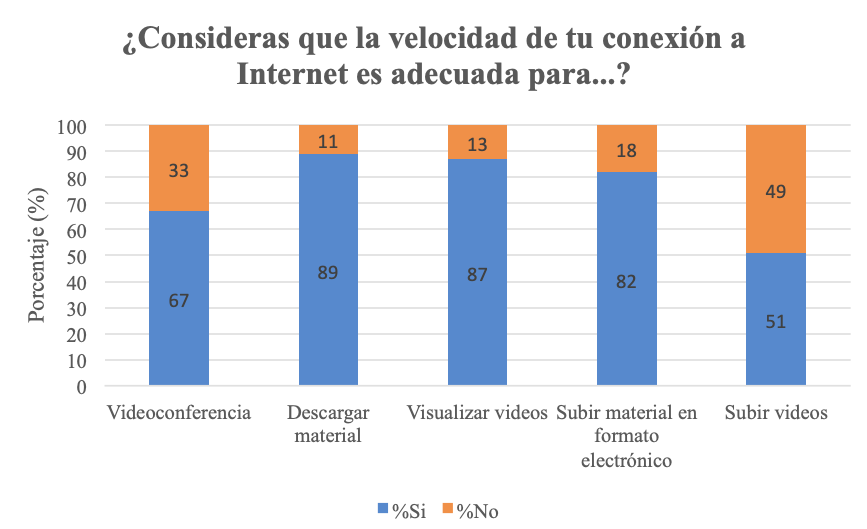 ¿Consideras que la velocidad de tu conexión a
Internet es adecuada para...?
Porcentaje (%)
100
90
80
70
60
50
40
30
20
10
0
33
11
13
18
49
67
89
87
82
51
Videoconferencia
Descargar
material
Visualizar videos
Subir material en
formato
electrónico
Subir videos
%Si
%No